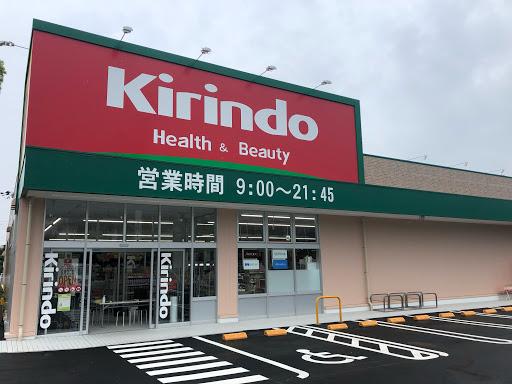 Kirindo
Health & Beauty
営業時間 9:00～21:45
Kirindo
Kirindo